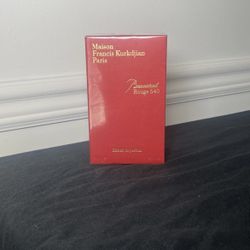 Maison
Francis Kurkdjian
Paris
Baccarat
Rouge 540